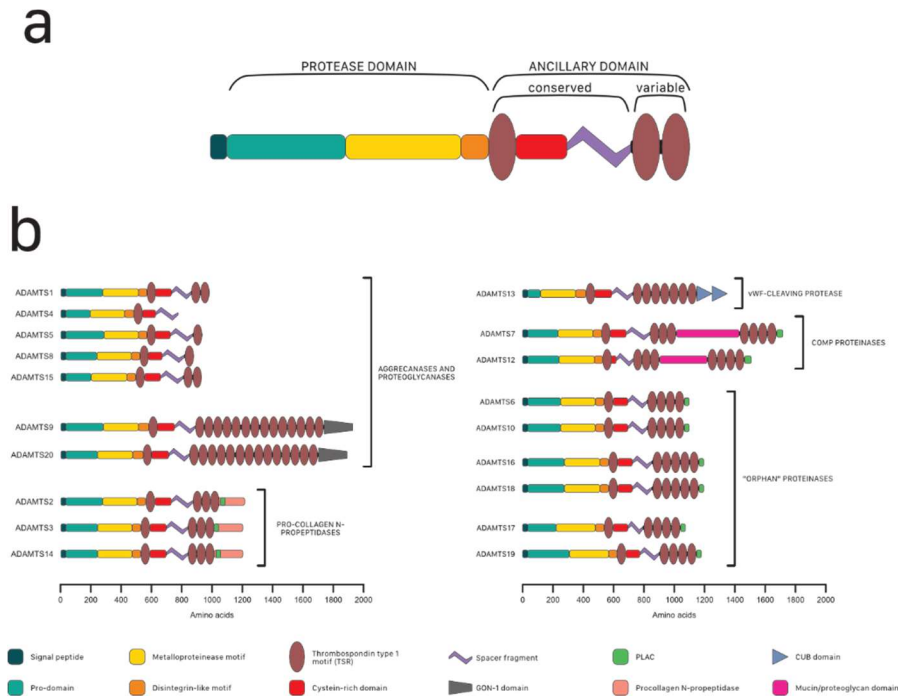 a
PROTEASE DOMAIN
ANCILLARY DOMAIN
conserved
variable
b
ADAMTS1
ADAMTS4
ADAMTS5
ADAMTS8
ADAMTS15
AGGRECANASES AND
PROTEOGLYCANASES
ADAMTS9
ADAMTS20
ADAMTS2
ADAMTS3
ADAMTS14
PRO-COLLAGEN N-
PROPEPTIDASES
0 200 400 600 800 1000 1200 1400 1600 1800 2000
Amino acids
ADAMTS13
vWF-CLEAVING PROTEASE
ADAMTS7
ADAMTS12
COMP PROTEINASES
ADAMTS6
ADAMTS10
ADAMTS16
ADAMTS18
ADAMTS17
ADAMTS19
"ORPHAN" PROTEINASES
0 200 400 600 800 1000 1200 1400 1600 1800 2000
Amino acids
Signal peptide
Metalloproteinease motif
Thrombospondin type 1
motif (TSR)
Spacer fragment
PLAC
CUB domain
Pro-domain
Disintegrin-like motif
Cystein-rich domain
GON-1 domain
Procollagen N-propeptidase
Mucin/proteoglycan domain